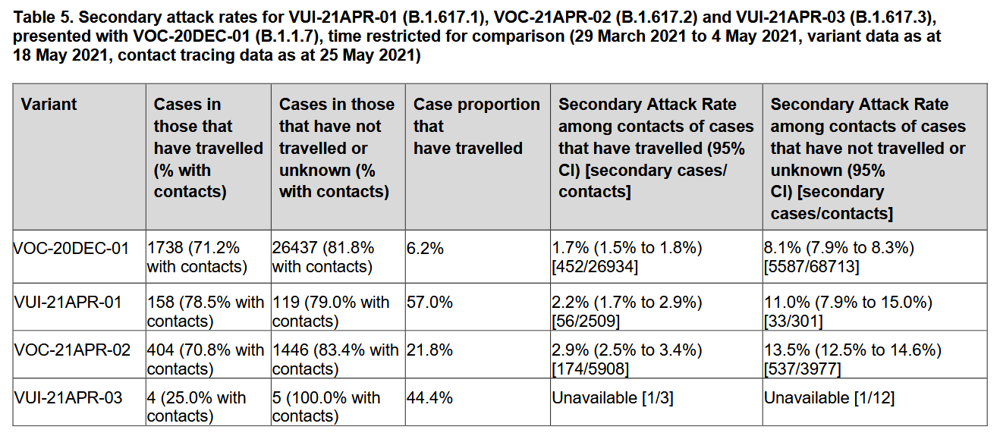 Table 5. Secondary attack rates for VUI-21APR-01 (B.1.617.1), VOC-21APR-02 (B.1.617.2) and VUI-21APR-03 (B.1.617.3),
presented with VOC-20DEC-01 (B.1.1.7), time restricted for comparison (29 March 2021 to 4 May 2021, variant data as at
18 May 2021, contact tracing data as at 25 May 2021)
Variant
Cases in
those that
have travelled
(% with
contacts)
Cases in those
that have not
travelled or
unknown (%
with contacts)
Case proportion
that
have travelled
Secondary Attack Rate
among contacts of cases
that have travelled (95%
CI) [secondary cases/
contacts]
Secondary Attack Rate
among contacts of cases
that have not travelled or
unknown (95%
CI) [secondary
cases/contacts]
VOC-20DEC-01
1738 (71.2%
with contacts)
26437 (81.8%
with contacts)
6.2%
1.7% (1.5% to 1.8%)
[452/26934]
8.1% (7.9% to 8.3%)
[5587/68713]
VUI-21APR-01
158 (78.5% with
contacts)
119 (79.0% with
contacts)
57.0%
2.2% (1.7% to 2.9%)
[56/2509]
11.0% (7.9% to 15.0%)
[33/301]
VOC-21APR-02
404 (70.8% with
contacts)
1446 (83.4% with
contacts)
21.8%
2.9% (2.5% to 3.4%)
[174/5908]
13.5% (12.5% to 14.6%)
[537/3977]
VUI-21APR-03
4 (25.0% with
contacts)
5 (100.0% with
contacts)
44.4%
Unavailable [1/3]
Unavailable [1/12]